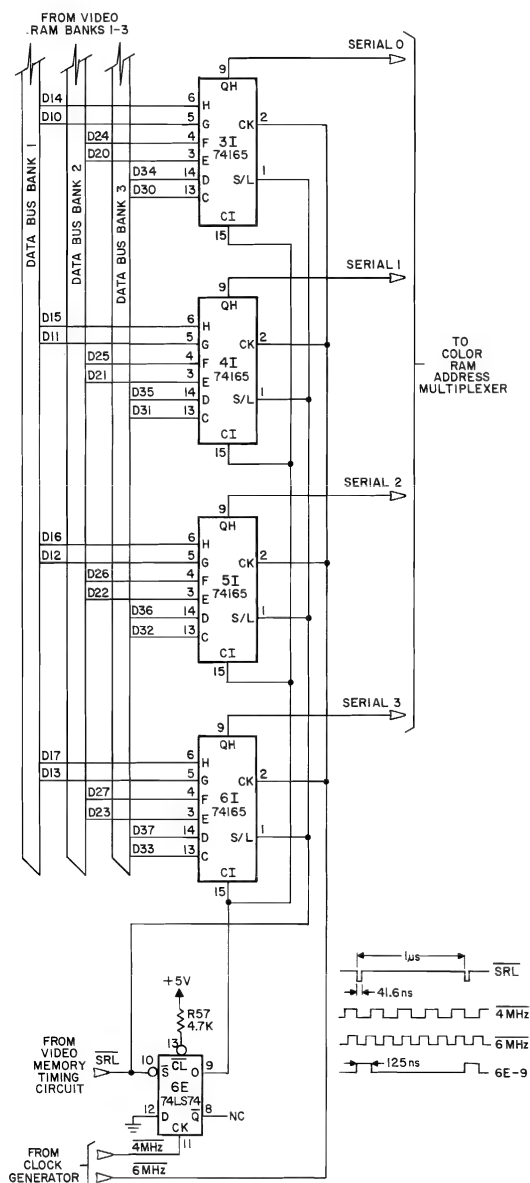 FROM VIDEO
RAM BANKS 1-3
SERIAL 0
9
QH
D14 6 H
D10 5 G
CK 2
D24 4 F
D20 3 E
3I
74165
S/L 1
D34 14 D
D30 13 C
CI
15
DATA BUS BANK 1
DATA BUS BANK 2
DATA BUS BANK 3
SERIAL 1
9
QH
D15 6 H
D11 5 G
CK 2
D25 4 F
D21 3 E
4I
74165
S/L 1
D35 14 D
D31 13 C
CI
15
TO
COLOR
RAM
ADDRESS
MULTIPLEXER
SERIAL 2
9
QH
D16 6 H
D12 5 G
CK 2
D26 4 F
D22 3 E
5I
74165
S/L 1
D36 14 D
D32 13 C
CI
15
SERIAL 3
9
QH
D17 6 H
D13 5 G
CK 2
D27 4 F
D23 3 E
6I
74165
S/L 1
D37 14 D
D33 13 C
CI
15
1µs
SRL
41.6ns
4MHz
6MHz
125ns
6E-9
+5V
R57
4.7K
13
FROM
VIDEO
MEMORY
TIMING
CIRCUIT
SRL
10 S CL Q 9
6E
74LS74
12 D Q 8 NC
CK
11
4MHz
6MHz
FROM
CLOCK
GENERATOR